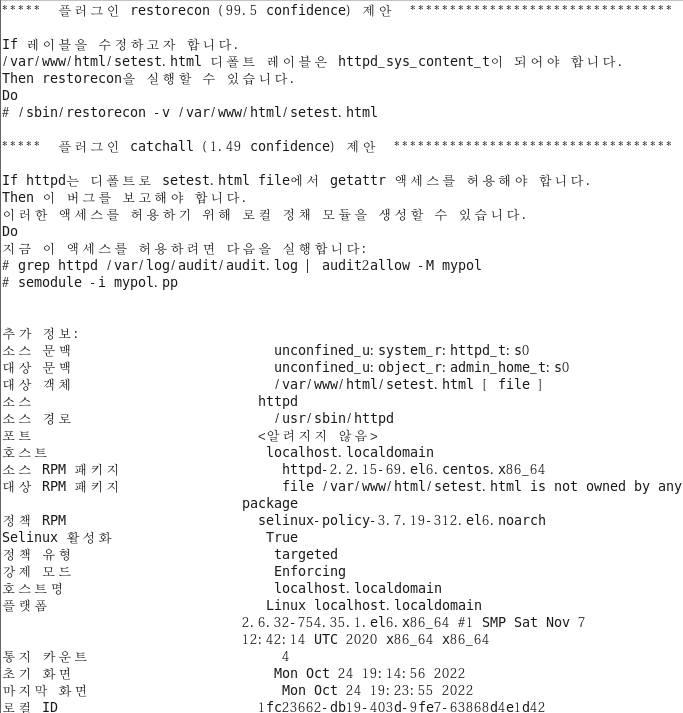 ***** 플러그인 restorecon (99.5 confidence) 제안 *********************************
If 레이블을 수정하고자 합니다.
/var/www/html/setest.html 디폴트 레이블은 httpd_sys_content_t이 되어야 합니다.
Then restorecon을 실행할 수 있습니다.
Do
# /sbin/restorecon -v /var/www/html/setest.html
***** 플러그인 catchall (1.49 confidence) 제안 ***********************************
If httpd는 디폴트로 setest.html file에서 getattr 액세스를 허용해야 합니다.
Then 이 버그를 보고해야 합니다.
이러한 액세스를 허용하기 위해 로컬 정책 모듈을 생성할 수 있습니다.
Do
지금 이 액세스를 허용하려면 다음을 실행합니다:
# grep httpd /var/log/audit/audit.log | audit2allow -M mypol
# semodule -i mypol.pp
추가 정보:
소스 문맥 unconfined_u:system_r:httpd_t:s0
대상 문맥 unconfined_u:object_r:admin_home_t:s0
대상 객체 /var/www/html/setest.html [ file ]
소스 httpd
소스 경로 /usr/sbin/httpd
포트 <알려지지 않음>
호스트 localhost.localdomain
소스 RPM 패키지 httpd-2.2.15-69.el6.centos.x86_64
대상 RPM 패키지 file /var/www/html/setest.html is not owned by any
package
정책 RPM selinux-policy-3.7.19-312.el6.noarch
Selinux 활성화 True
정책 유형 targeted
강제 모드 Enforcing
호스트명 localhost.localdomain
플랫폼 Linux localhost.localdomain
2.6.32-754.35.1.el6.x86_64 #1 SMP Sat Nov 7
12:42:14 UTC 2020 x86_64 x86_64
통지 카운트 4
초기 화면 Mon Oct 24 19:14:56 2022
마지막 화면 Mon Oct 24 19:23:55 2022
로컬 ID 1fc23662-db19-403d-9fe7-63868d4e1d42